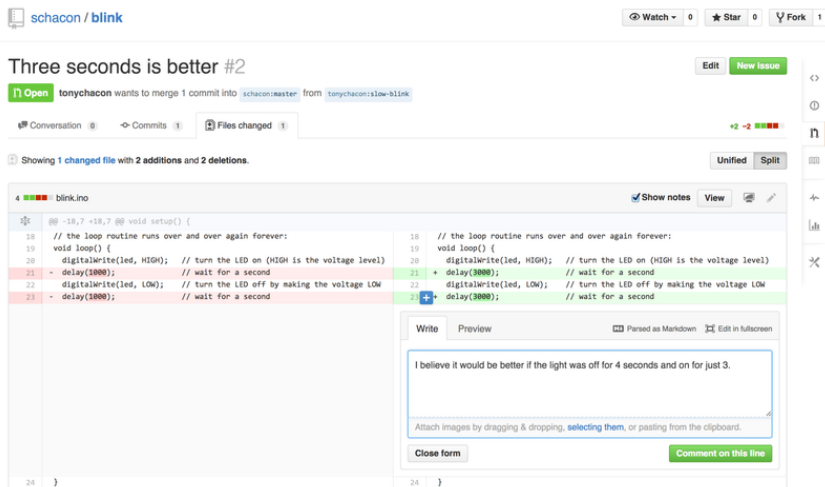 schacon / blink
Watch 0 Star 0 Fork 1
Three seconds is better #2
Edit New issue
Open tonychacon wants to merge 1 commit into schacon:master from tonychacon:slow-blink
Conversation 0 Commits 1 Files changed 1
+2 −2
Showing 1 changed file with 2 additions and 2 deletions.
Unified Split
4 blink.ino
Show notes View
@@ -18,7 +18,7 @@ void setup() {
18 // the loop routine runs over and over again forever:
19 void loop() {
20 digitalWrite(led, HIGH); // turn the LED on (HIGH is the voltage level)
21 - delay(1000); // wait for a second
22 digitalWrite(led, LOW); // turn the LED off by making the voltage LOW
23 - delay(1000); // wait for a second
18 // the loop routine runs over and over again forever:
19 void loop() {
20 digitalWrite(led, HIGH); // turn the LED on (HIGH is the voltage level)
21 + delay(3000); // wait for a second
22 digitalWrite(led, LOW); // turn the LED off by making the voltage LOW
23 + delay(3000); // wait for a second
Write Preview
Parsed as Markdown Edit in fullscreen
I believe it would be better if the light was off for 4 seconds and on for just 3.
Attach images by dragging & dropping, selecting them, or pasting from the clipboard.
Close form Comment on this line
24 }
24 }